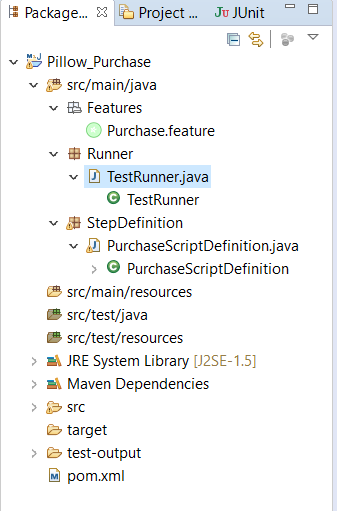 Package... Project ... JUnit
Pillow_Purchase
src/main/java
Features
Purchase.feature
Runner
TestRunner.java
TestRunner
StepDefinition
PurchaseScriptDefinition.java
PurchaseScriptDefinition
src/main/resources
src/test/java
src/test/resources
JRE System Library [J2SE-1.5]
Maven Dependencies
src
target
test-output
pom.xml